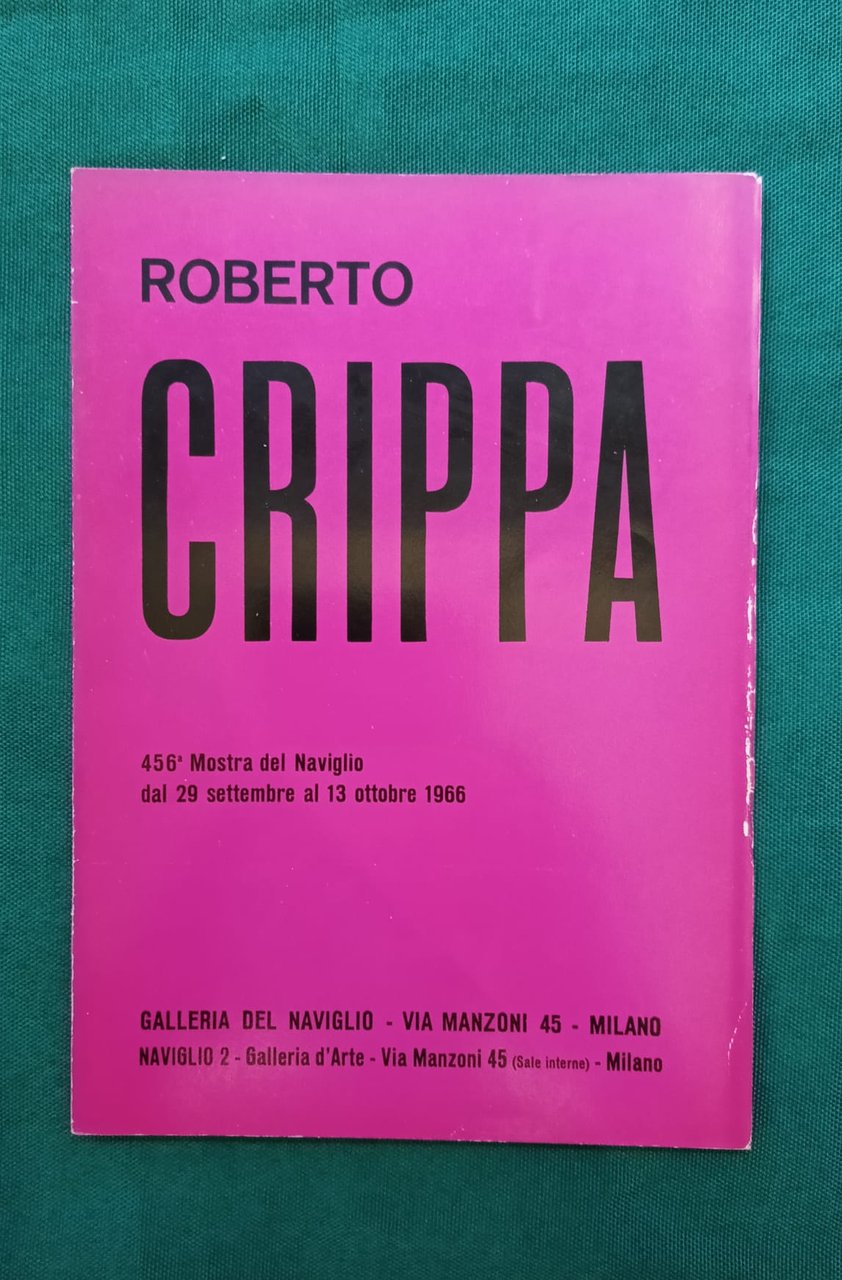 ROBERTO
CRIPPA
456ª Mostra del Naviglio
dal 29 settembre al 13 ottobre 1966
GALLERIA DEL NAVIGLIO - VIA MANZONI 45 - MILANO
NAVIGLIO 2 - Galleria d'Arte - Via Manzoni 45 (Sale interne) - Milano